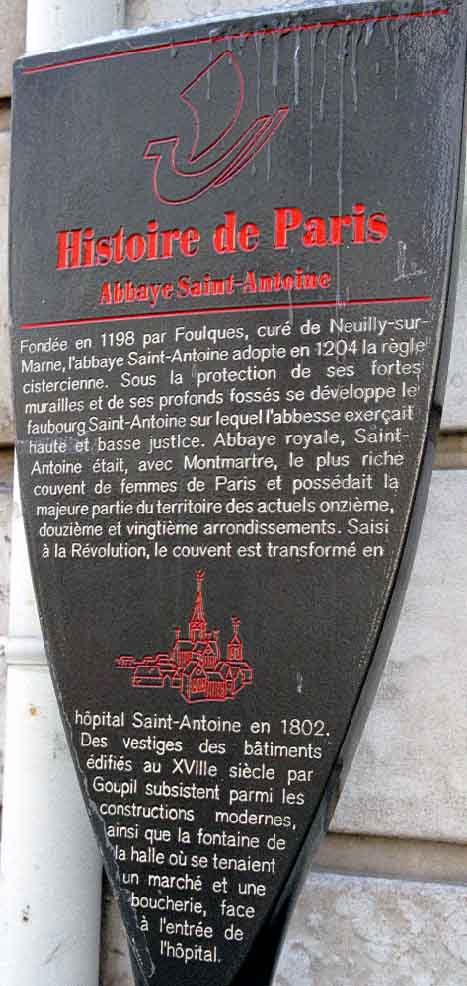 Histoire de Paris
Abbaye Saint-Antoine
Fondée en 1198 par Foulques, curé de Neuilly-sur-
Marne, l'abbaye Saint-Antoine adopte en 1204 la règle
cistercienne. Sous la protection de ses fortes
murailles et de ses profonds fossés se développe le
faubourg Saint-Antoine sur lequel l'abbesse exerçait
haute et basse justice. Abbaye royale, Saint-
Antoine était, avec Montmartre, le plus riche
couvent de femmes de Paris et possédait la
majeure partie du territoire des actuels onzième,
douzième et vingtième arrondissements. Saisi
à la Révolution, le couvent est transformé en
hôpital Saint-Antoine en 1802.
Des vestiges des bâtiments
édifiés au XVIIIe siècle par
Goupil subsistent parmi les
constructions modernes,
ainsi que la fontaine de
la halle où se tenaient
un marché et une
boucherie, face
à l'entrée de
l'hôpital.